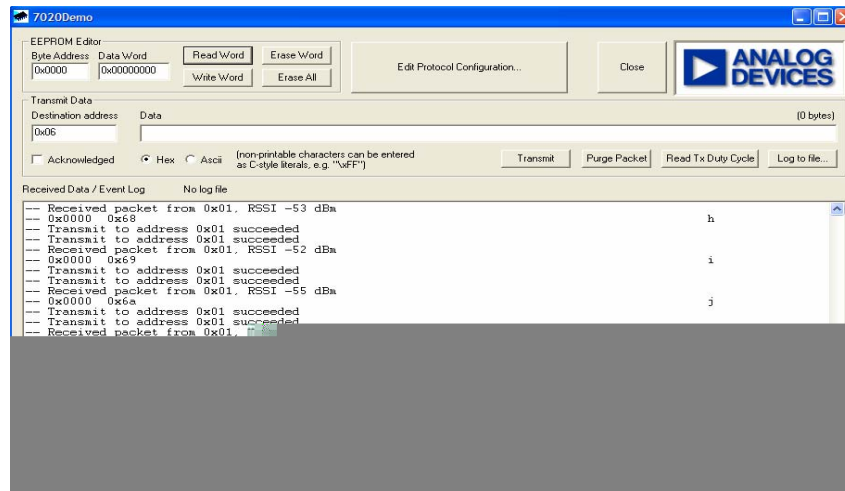 7020Demo
EEPROM Editor
Byte Address Data Word
0x0000 0x00000000
Read Word Erase Word
Write Word Erase All
Edit Protocol Configuration...
Close
ANALOG
DEVICES
Transmit Data
Destination address Data (0 bytes)
0x06
Acknowledged Hex Ascii (non-printable characters can be entered
as C-style literals, e.g. "\xFF")
Transmit Purge Packet Read Tx Duty Cycle Log to file...
Received Data / Event Log No log file
-- Received packet from 0x01, RSSI -53 dBm
-- 0x0000 0x68 h
-- Transmit to address 0x01 succeeded
-- Transmit to address 0x01 succeeded
-- Received packet from 0x01, RSSI -52 dBm
-- 0x0000 0x69 i
-- Transmit to address 0x01 succeeded
-- Transmit to address 0x01 succeeded
-- Received packet from 0x01, RSSI -55 dBm
-- 0x0000 0x6a j
-- Transmit to address 0x01 succeeded
-- Transmit to address 0x01 succeeded
-- Received packet from 0x01,